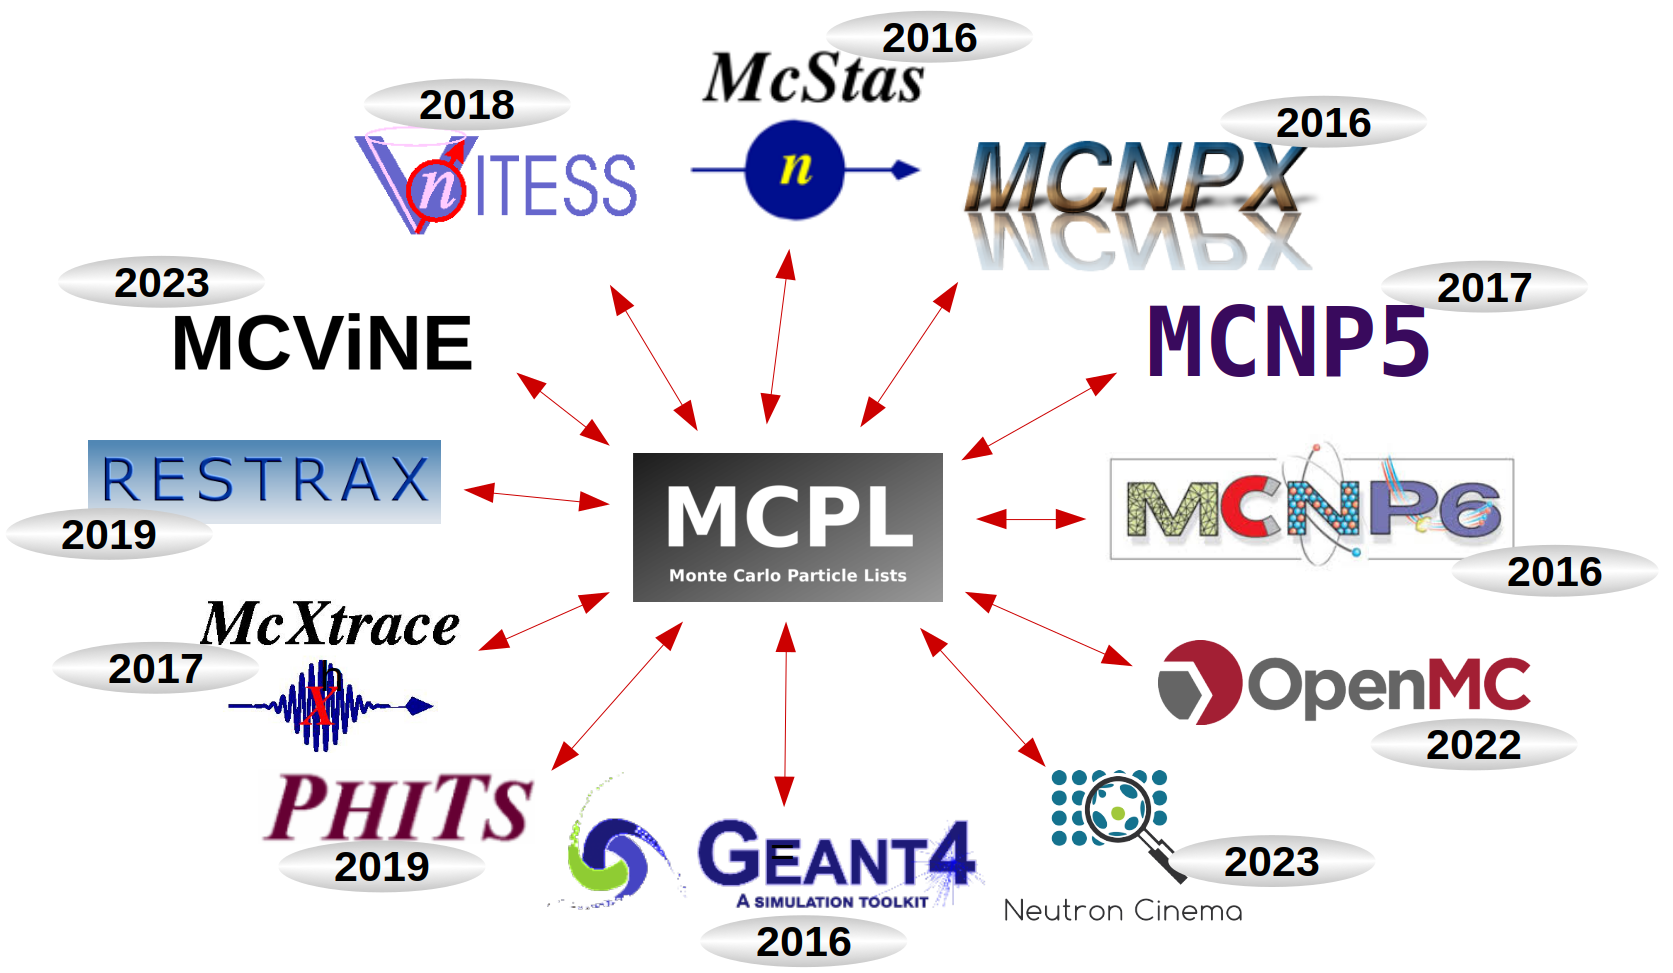 2016
McStas
n
2018
VITESS
n
2016
MCNPX
2023
MCViNE
2017
MCNP5
RESTRAX
2019
MCPL
Monte Carlo Particle Lists
MCNP6
2016
McXtrace
2017
X
OpenMC
2022
PHITS
2019
GEANT4
A SIMULATION TOOLKIT
2016
2023
Neutron Cinema